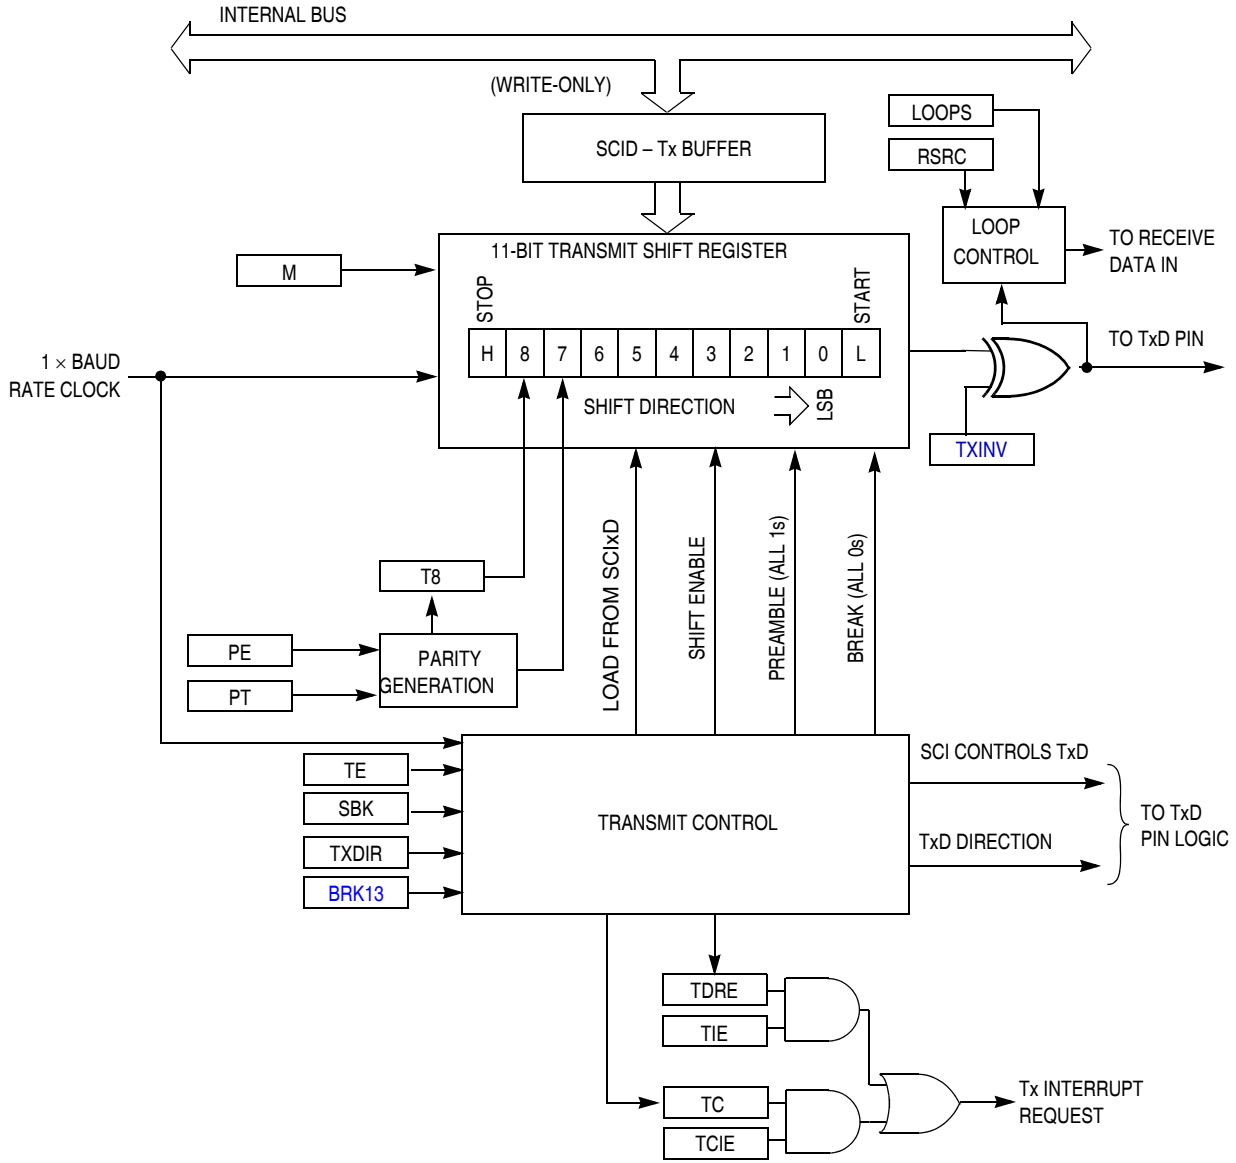 INTERNAL BUS
(WRITE-ONLY)
SCID – Tx BUFFER
LOOPS
RSRC
LOOP
CONTROL
TO RECEIVE
DATA IN
11-BIT TRANSMIT SHIFT REGISTER
M
STOP
START
H 8 7 6 5 4 3 2 1 0 L
1 × BAUD
RATE CLOCK
SHIFT DIRECTION
LSB
TO TxD PIN
TXINV
LOAD FROM SCIxD
SHIFT ENABLE
PREAMBLE (ALL 1s)
BREAK (ALL 0s)
T8
PE
PT
PARITY
GENERATION
TE
SBK
TXDIR
BRK13
TRANSMIT CONTROL
SCI CONTROLS TxD
TxD DIRECTION
TO TxD
PIN LOGIC
TDRE
TIE
TC
TCIE
Tx INTERRUPT
REQUEST